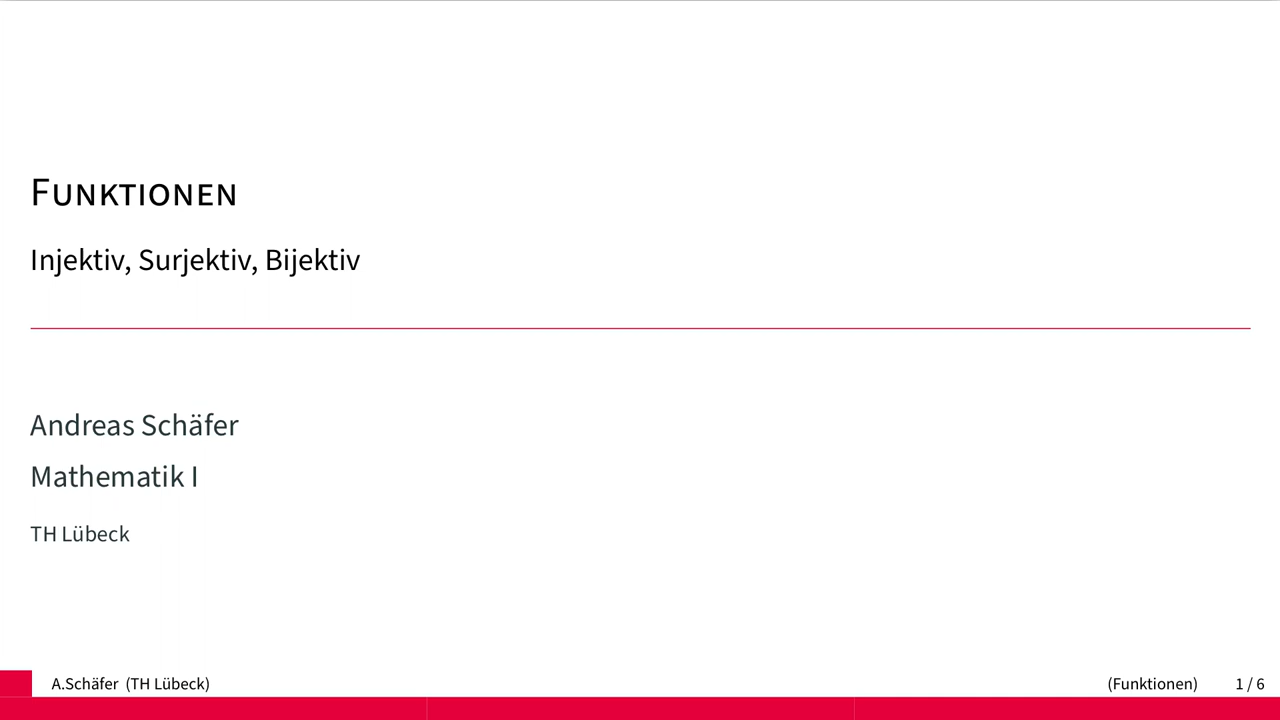 Funktionen
Injektiv, Surjektiv, Bijektiv
Andreas Schäfer
Mathematik I
TH Lübeck
A.Schäfer (TH Lübeck) (Funktionen) 1 / 6